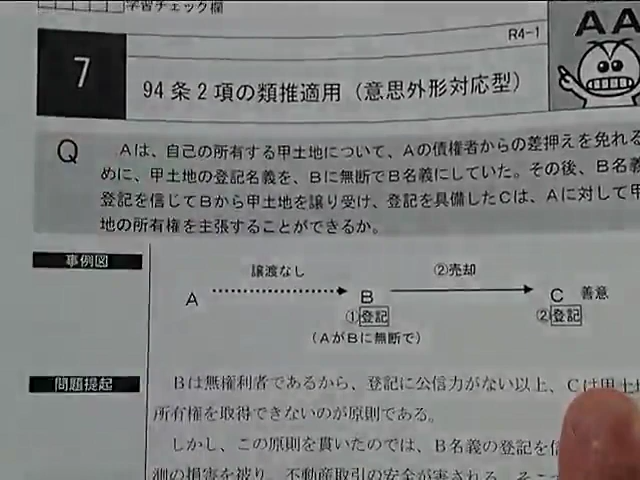 学習チェック欄
R4-1
AA
7
94条2項の類推適用（意思外形対応型）
Q
Aは、自己の所有する甲土地について、Aの債権者からの差押えを免れる
めに、甲土地の登記名義を、Bに無断でB名義にしていた。その後、B名義
登記を信じてBから甲土地を譲り受け、登記を具備したCは、Aに対して甲
地の所有権を主張することができるか。
事例図
譲渡なし
②売却
A
B
C 善意
①登記
②登記
（AがBに無断で）
問題提起
Bは無権利者であるから、登記に公信力がない以上、Cは甲土地
所有権を取得できないのが原則である。
しかし、この原則を貫いたのでは、B名義の登記を信
測の損害を被り、不動産取引の安全が害される。そこ